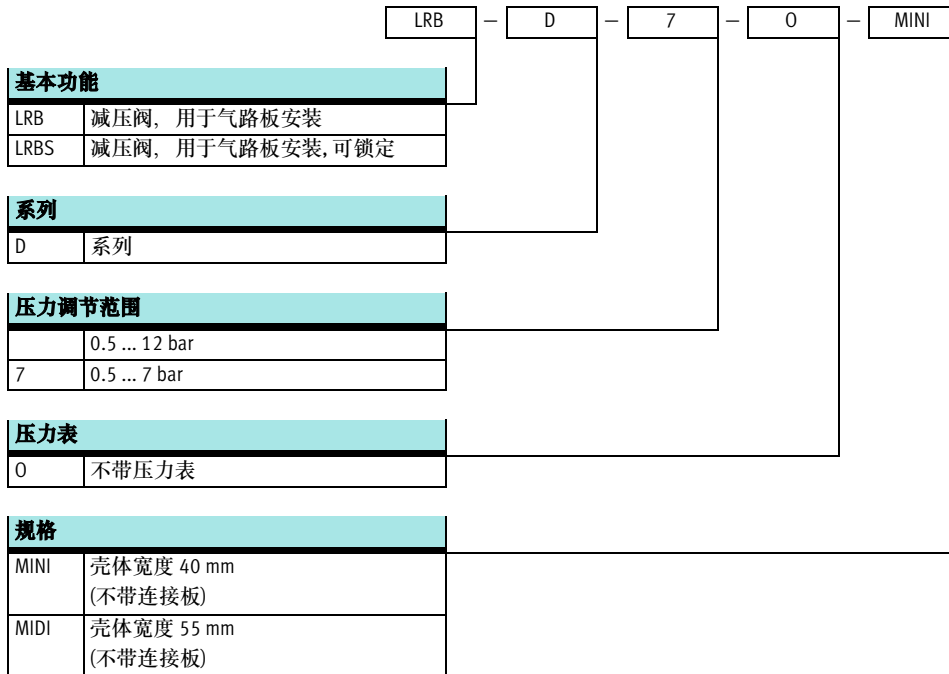 LRB – D – 7 – O – MINI
基本功能
LRB 减压阀，用于气路板安装
LRBS 减压阀，用于气路板安装,可锁定
系列
D 系列
压力调节范围
0.5 ... 12 bar
7 0.5 ... 7 bar
压力表
O 不带压力表
规格
MINI 壳体宽度 40 mm
(不带连接板)
MIDI 壳体宽度 55 mm
(不带连接板)